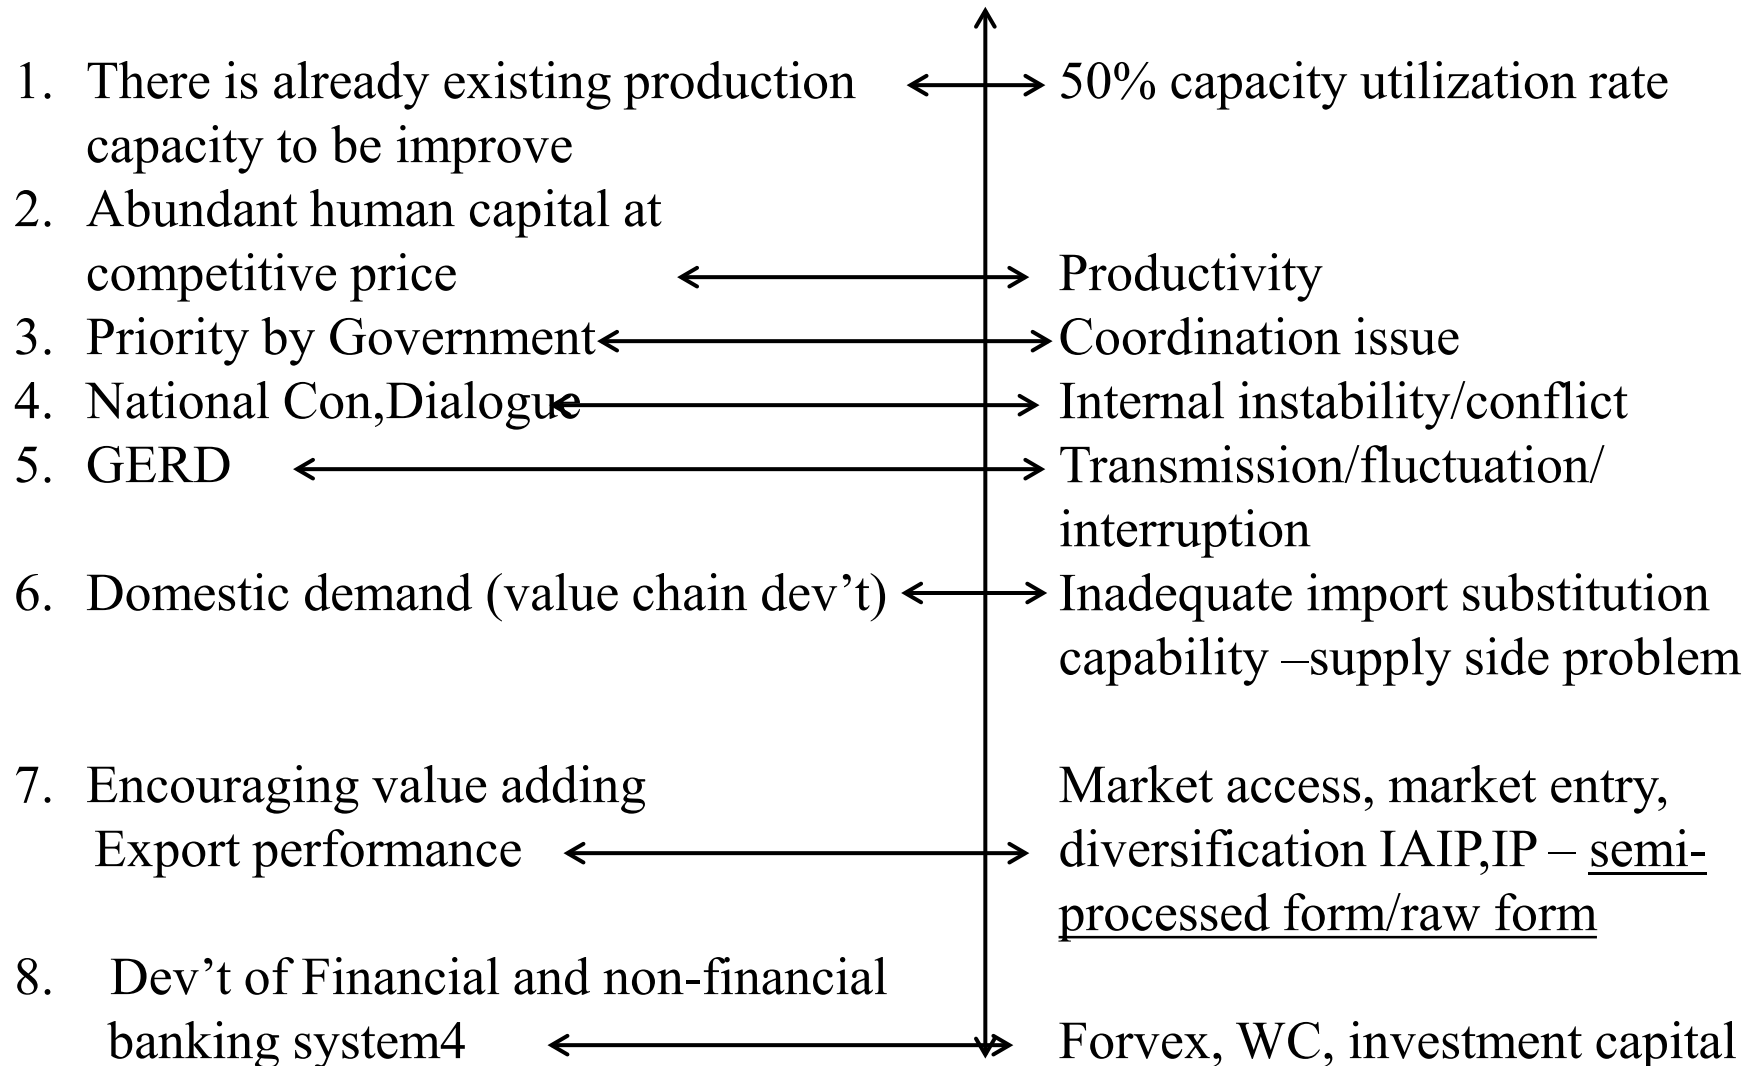 1. There is already existing production
capacity to be improve
2. Abundant human capital at
competitive price
3. Priority by Government
4. National Con,Dialogue
5. GERD
6. Domestic demand (value chain dev’t)
7. Encouraging value adding
Export performance
8. Dev’t of Financial and non-financial
banking system4
50% capacity utilization rate
Productivity
Coordination issue
Internal instability/conflict
Transmission/fluctuation/
interruption
Inadequate import substitution
capability –supply side problem
Market access, market entry,
diversification IAIP,IP – semi-
processed form/raw form
Forvex, WC, investment capital